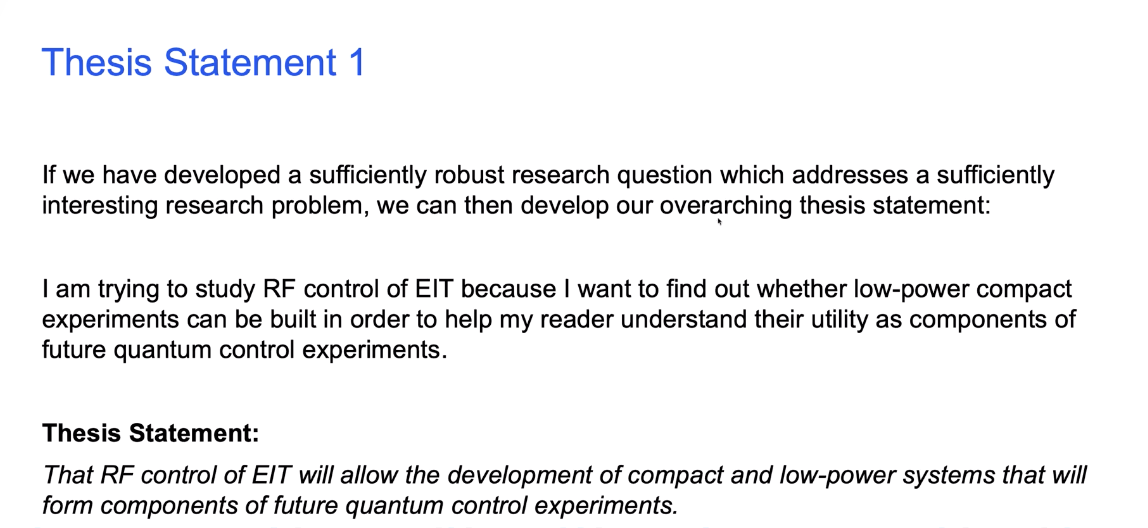 Thesis Statement 1
If we have developed a sufficiently robust research question which addresses a sufficiently
interesting research problem, we can then develop our overarching thesis statement:
I am trying to study RF control of EIT because I want to find out whether low-power compact
experiments can be built in order to help my reader understand their utility as components of
future quantum control experiments.
Thesis Statement:
That RF control of EIT will allow the development of compact and low-power systems that will
form components of future quantum control experiments.